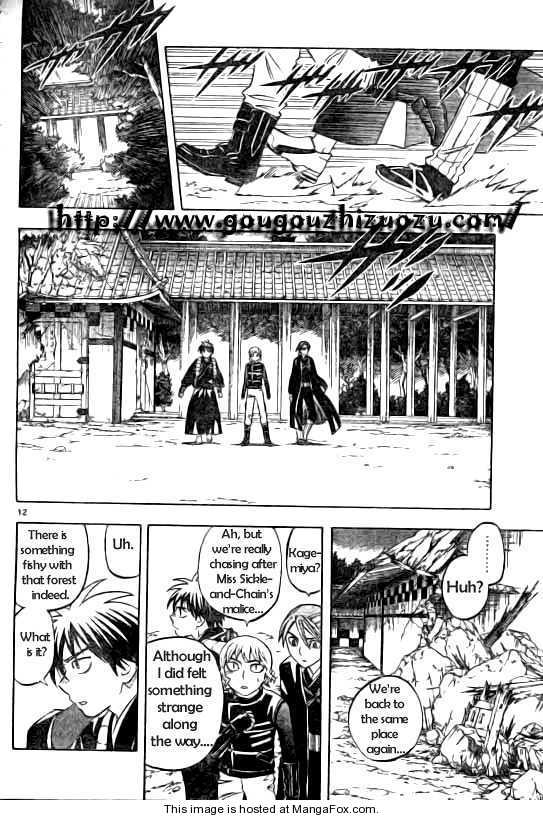 http://www.gougouzhizuozu.com/
........
Huh?
We're
back to
the same
place
again...
Kage-
miya?
Ah, but
we're really
chasing after
Miss Sickle-
and-Chain's
malice...
Although
I did felt
something
strange
along
the way....
Uh.
There is
something
fishy with
that forest
indeed.
What
is it?
12
This image is hosted at MangaFox.com.